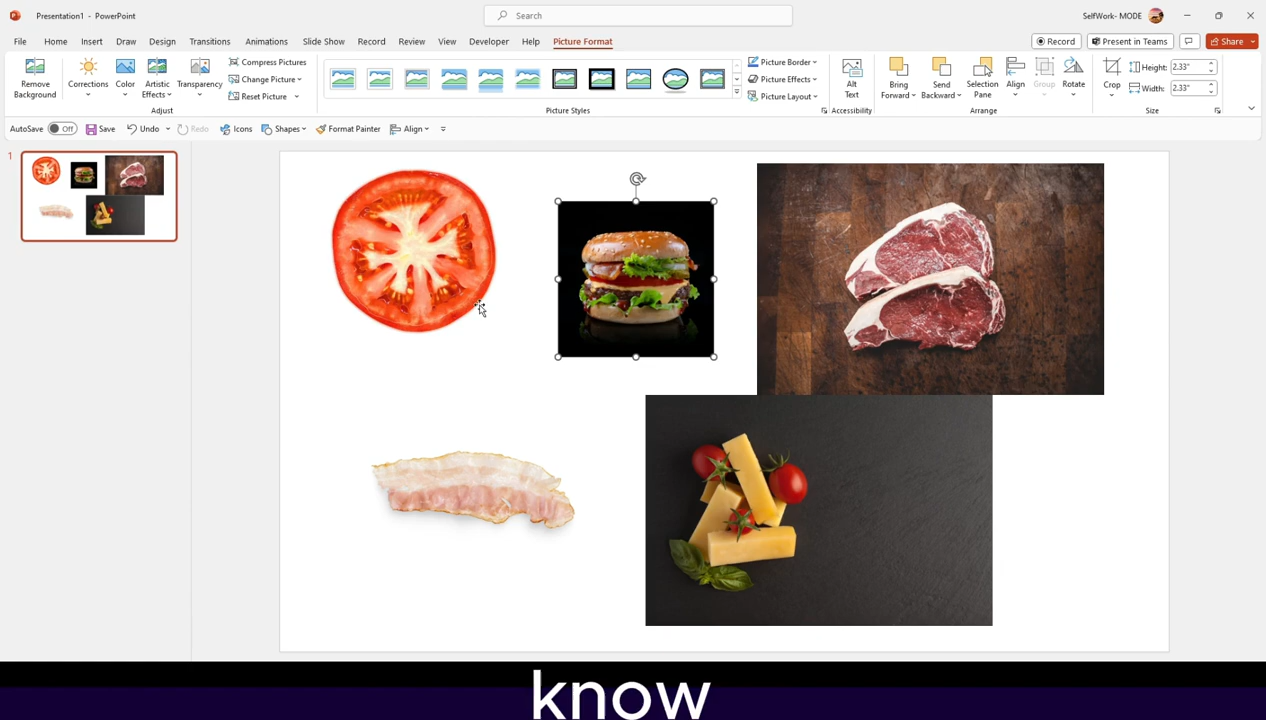 Presentation1 - PowerPoint
Search
SelfWork- MODE
File Home Insert Draw Design Transitions Animations Slide Show Record Review View Developer Help Picture Format
Record Present in Teams Share
Remove Background
Corrections
Color
Artistic Effects
Transparency
Compress Pictures
Change Picture
Reset Picture
Picture Border
Picture Effects
Picture Layout
Alt Text
Bring Forward
Send Backward
Selection Pane
Align
Group
Rotate
Crop
Height: 2.33"
Width: 2.33"
Adjust Picture Styles Accessibility Arrange Size
AutoSave Off Save Undo Redo Icons Shapes Format Painter Align
1
know